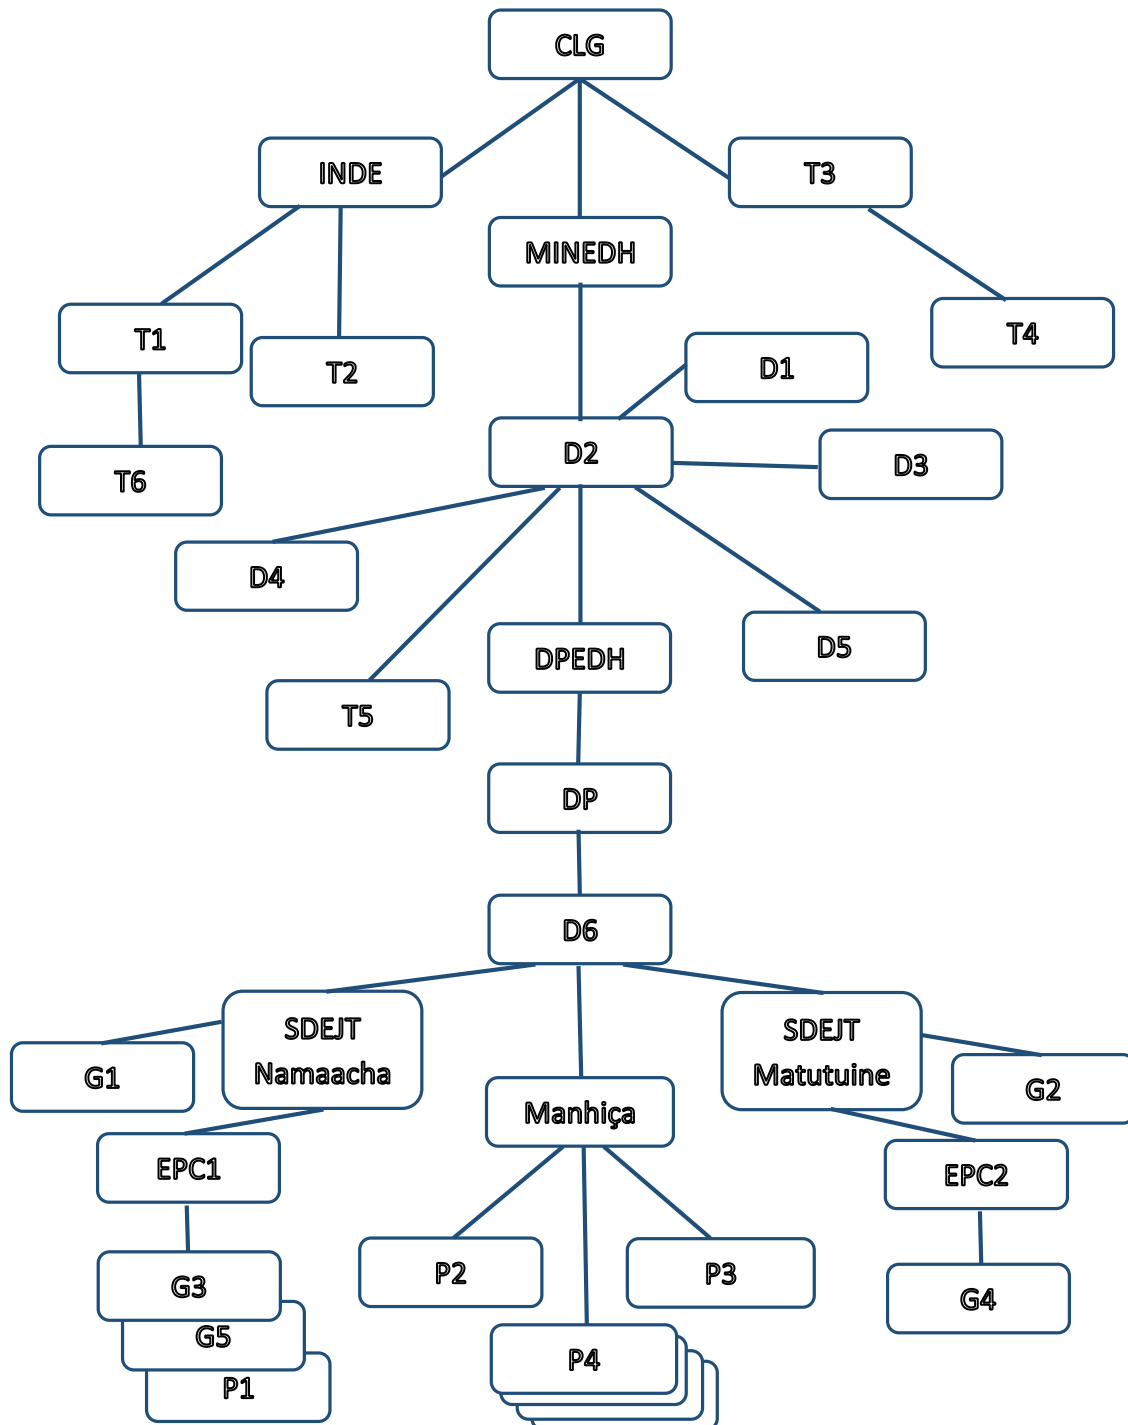 CLG
INDE
T3
MINEDH
T1
T4
T2
D1
D2
D3
T6
D4
D5
DPEDH
T5
DP
D6
SDEJT
Namaacha
SDEJT
Matutuine
G1
G2
Manhiça
EPC1
EPC2
P2
P3
G3
G4
G5
P4
P1